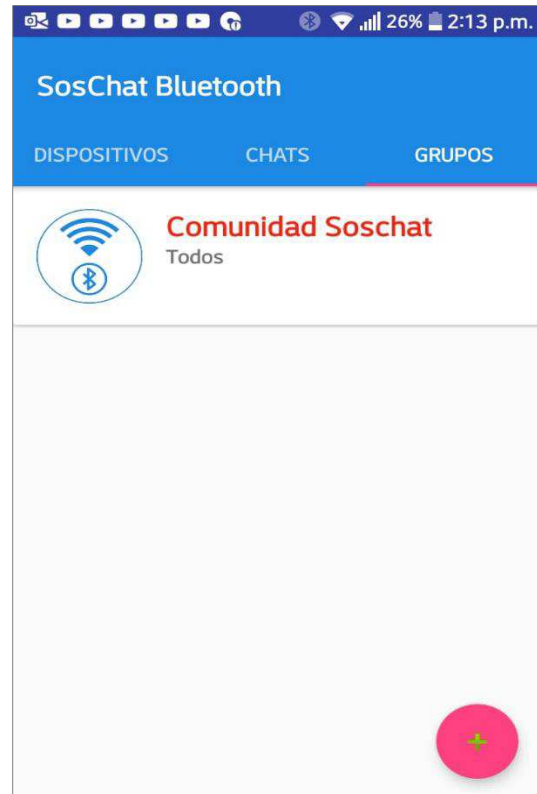 26% 2:13 p.m.
SosChat Bluetooth
DISPOSITIVOS CHATS GRUPOS
Comunidad Soschat
Todos